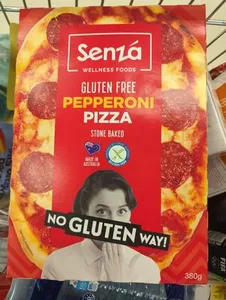 Senzá
WELLNESS FOODS
GLUTEN FREE
PEPPERONI
PIZZA
STONE BAKED
MADE IN
AUSTRALIA
NO GLUTEN WAY!
380g